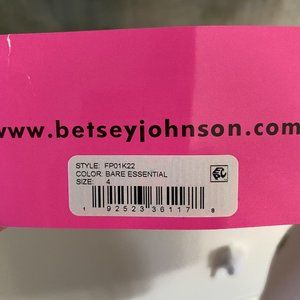 www.betseyjohnson.com
STYLE: FP01K22
COLOR: BARE ESSENTIAL
SIZE: 4
1 92523 36117 8